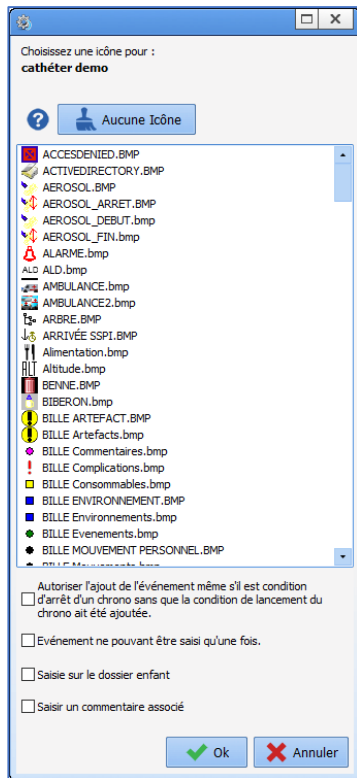 Choisissez une icône pour :
cathéter demo
Aucune Icône
ACCESDENIED.BMP
ACTIVEDIRECTORY.BMP
AEROSOL.BMP
AEROSOL_ARRET.BMP
AEROSOL_DEBUT.BMP
AEROSOL_FIN.bmp
ALARME.bmp
ALD ALD.bmp
AMBULANCE.bmp
AMBULANCE2.bmp
ARBRE.BMP
ARRIVÉE SSPI.BMP
Alimentation.bmp
ALT Altitude.bmp
BENNE.BMP
BIBERON.bmp
BILLE ARTEFACT.BMP
BILLE Artefacts.bmp
BILLE Commentaires.bmp
BILLE Complications.bmp
BILLE Consommables.bmp
BILLE ENVIRONNEMENT.BMP
BILLE Environnements.bmp
BILLE Evenements.bmp
BILLE MOUVEMENT PERSONNEL.BMP
BILLE Mouvements.bmp
Autoriser l'ajout de l'événement même s'il est condition
d'arrêt d'un chrono sans que la condition de lancement du
chrono ait été ajoutée.
Evénement ne pouvant être saisi qu'une fois.
Saisie sur le dossier enfant
Saisir un commentaire associé
Ok
Annuler